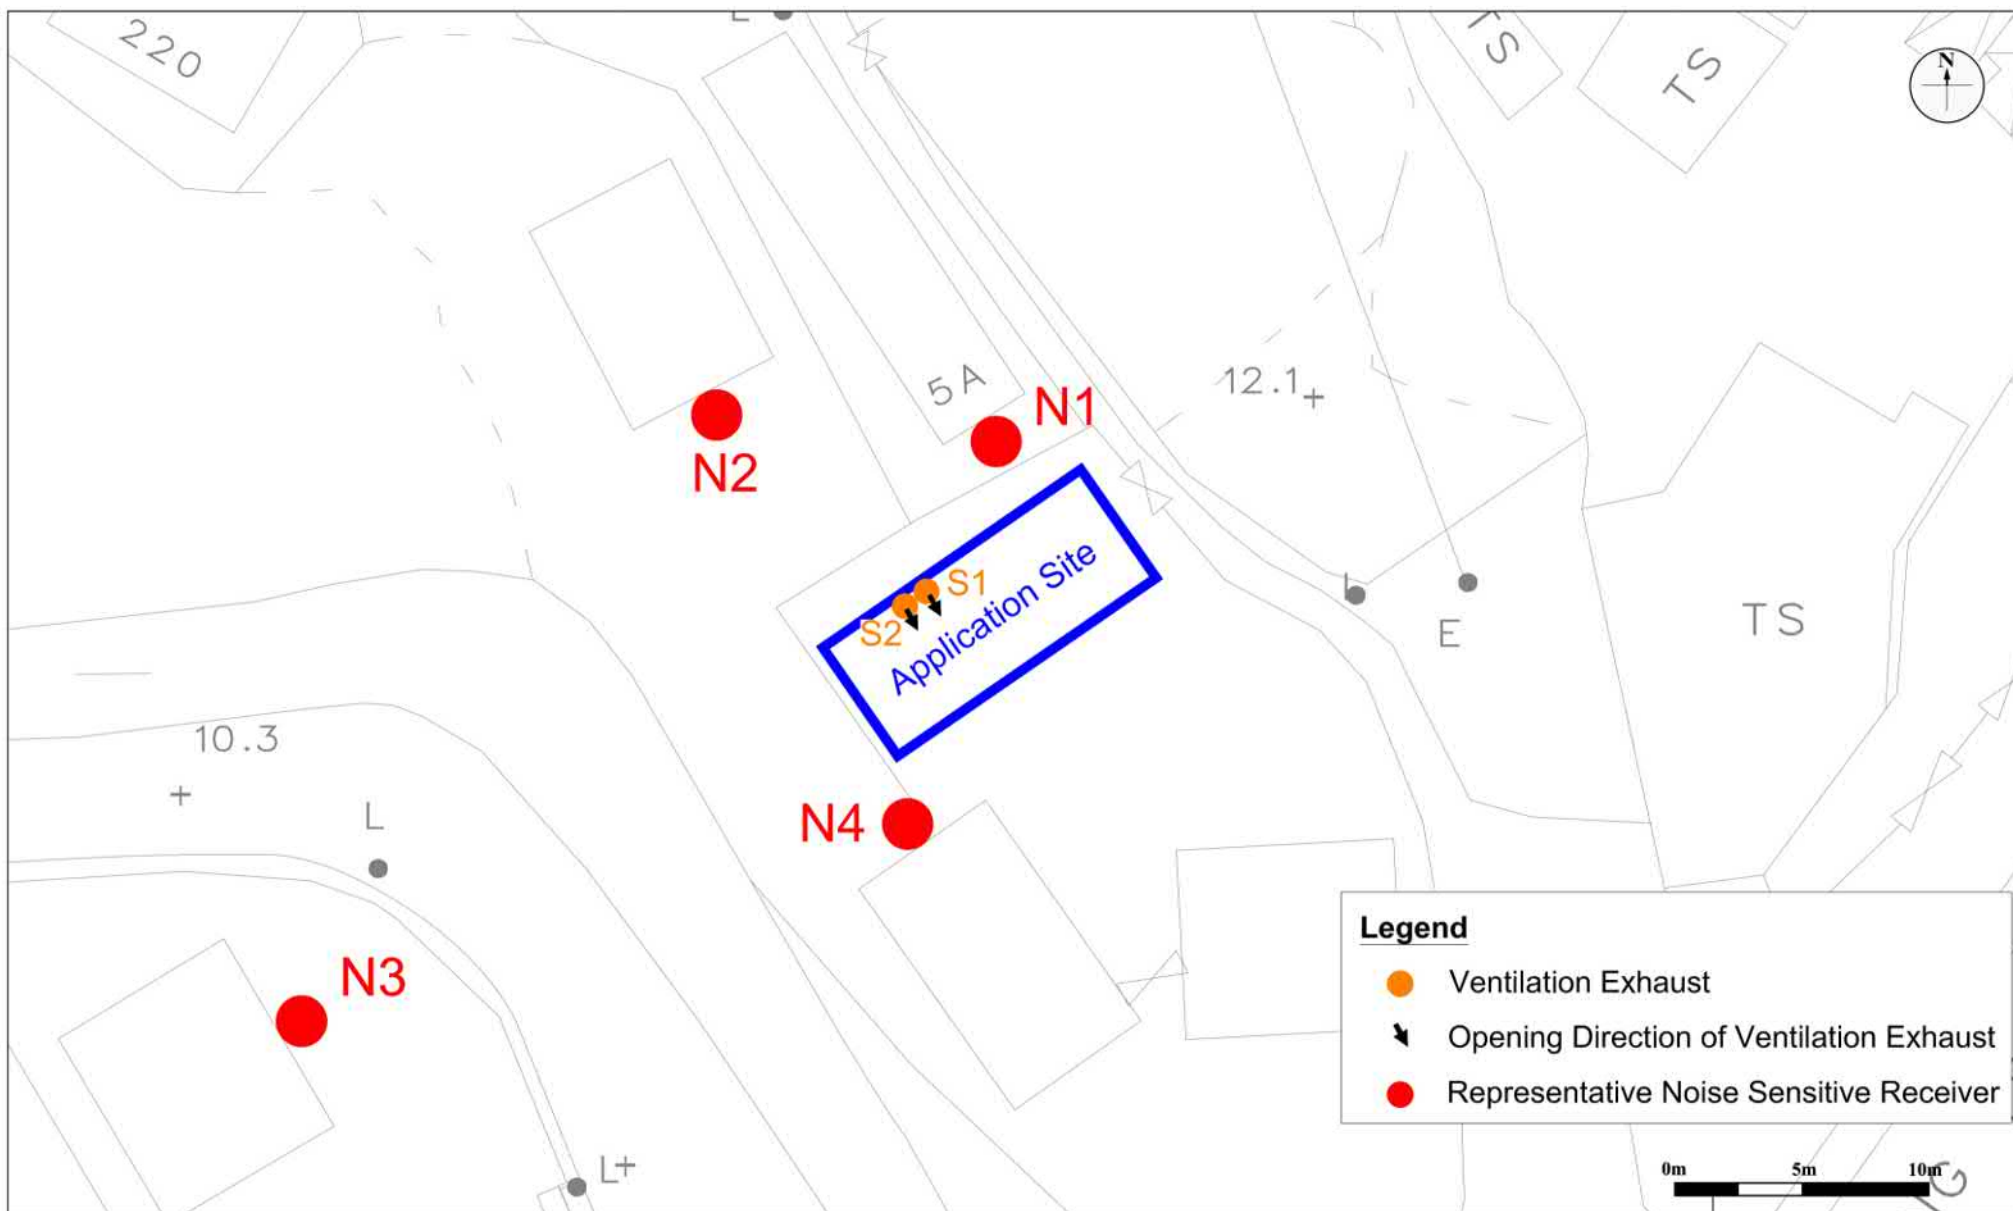 220
TS
TS
N
5A
N1
12.1
N2
S1
S2
Application Site
E
TS
10.3
L
N4
N3
L
Legend
Ventilation Exhaust
Opening Direction of Ventilation Exhaust
Representative Noise Sensitive Receiver
0m 5m 10m